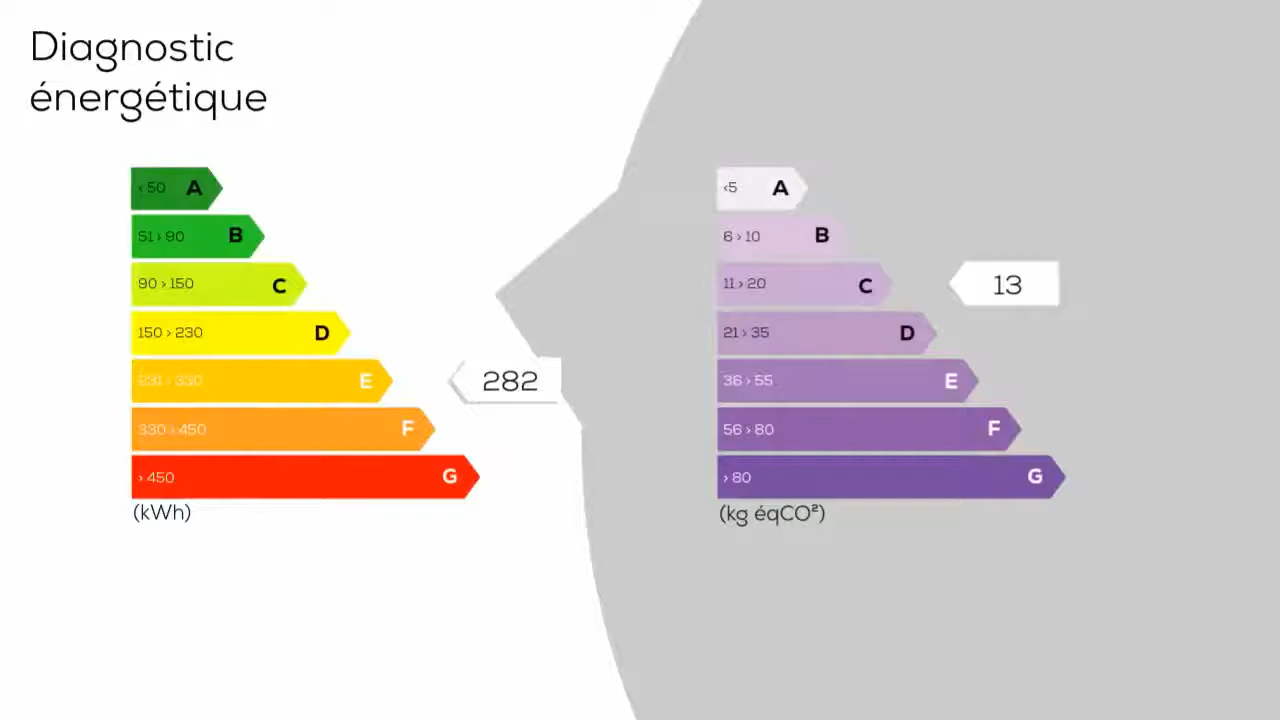 Diagnostic
énergétique
< 50 A
51 > 90 B
90 > 150 C
150 > 230 D
231 > 330 E
282
330 > 450 F
> 450 G
(kWh)
<5 A
6 > 10 B
11 > 20 C
13
21 > 35 D
36 > 55 E
56 > 80 F
> 80 G
(kg éqCO²)